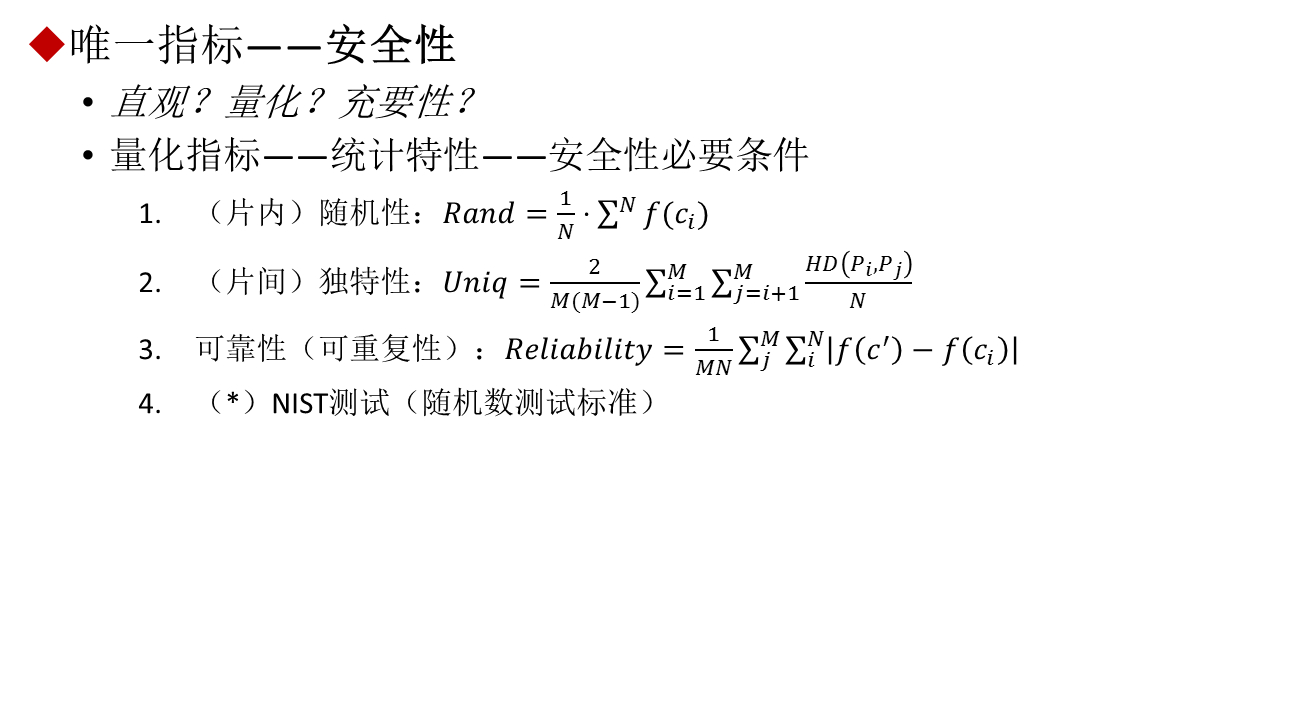 ◆唯一指标——安全性
• 直观？量化？充要性？
• 量化指标——统计特性——安全性必要条件
1. （片内）随机性：Rand = 1/N · ∑^N f(c_i)
2. （片间）独特性：Uniq = 2/(M(M−1)) ∑_{i=1}^M ∑_{j=i+1}^M HD(P_i,P_j)/N
3. 可靠性（可重复性）：Reliability = 1/(MN) ∑_j^M ∑_i^N |f(c′) − f(c_i)|
4. （*）NIST测试（随机数测试标准）